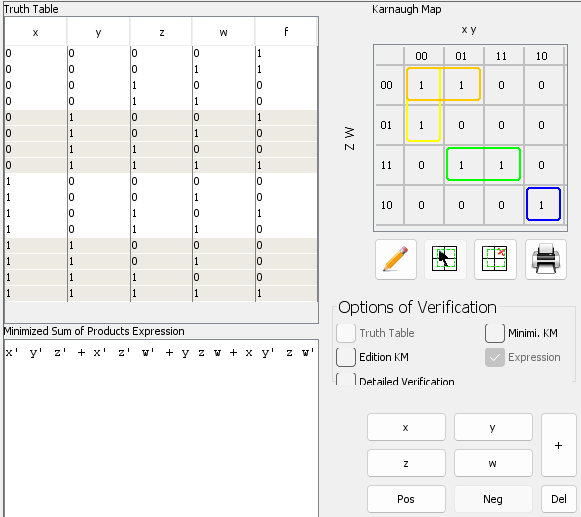 Truth Table
x y z w f
0 0 0 0 1
0 0 0 1 1
0 0 1 0 0
0 0 1 1 0
0 1 0 0 1
0 1 0 1 0
0 1 1 0 0
0 1 1 1 1
1 0 0 0 0
1 0 0 1 0
1 0 1 0 1
1 0 1 1 0
1 1 0 0 0
1 1 0 1 0
1 1 1 0 0
1 1 1 1 1
Minimized Sum of Products Expression
x' y' z' + x' z' w' + y z w + x y' z w'
Karnaugh Map
x y
00 01 11 10
00 1 1 0 0
01 1 0 0 0
11 0 1 1 0
10 0 0 0 1
Z W
Options of Verification
Truth Table
Minimi. KM
Edition KM
Expression
Detailed Verification
x y
+
z w
Pos Neg Del